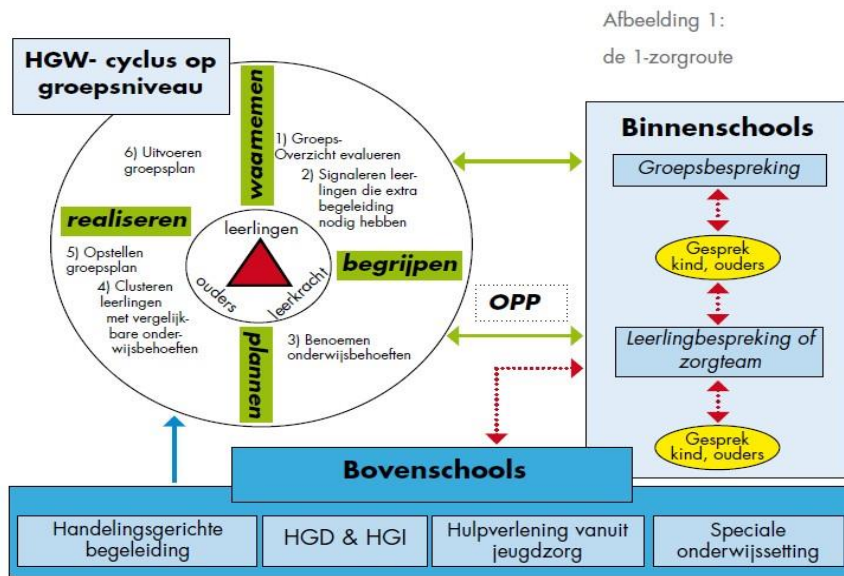 Afbeelding 1:
de 1-zorgroute
HGW- cyclus op
groepsniveau
waarnemen
1) Groeps-
Overzicht evalueren
2) Signaleren leer-
lingen die extra
begeleiding
nodig hebben
begrijpen
3) Benoemen
onderwijsbehoeften
plannen
4) Clusteren
leerlingen
met vergelijk-
bare onder-
wijsbehoeften
5) Opstellen
groepsplan
realiseren
6) Uitvoeren
groepsplan
leerlingen
ouders
leerkracht
OPP
Binnenschools
Groepsbespreking
Gesprek
kind, ouders
Leerlingbespreking of
zorgteam
Gesprek
kind, ouders
Bovenschools
Handelingsgerichte
begeleiding
HGD & HGI
Hulpverlening vanuit
jeugdzorg
Speciale
onderwijssetting